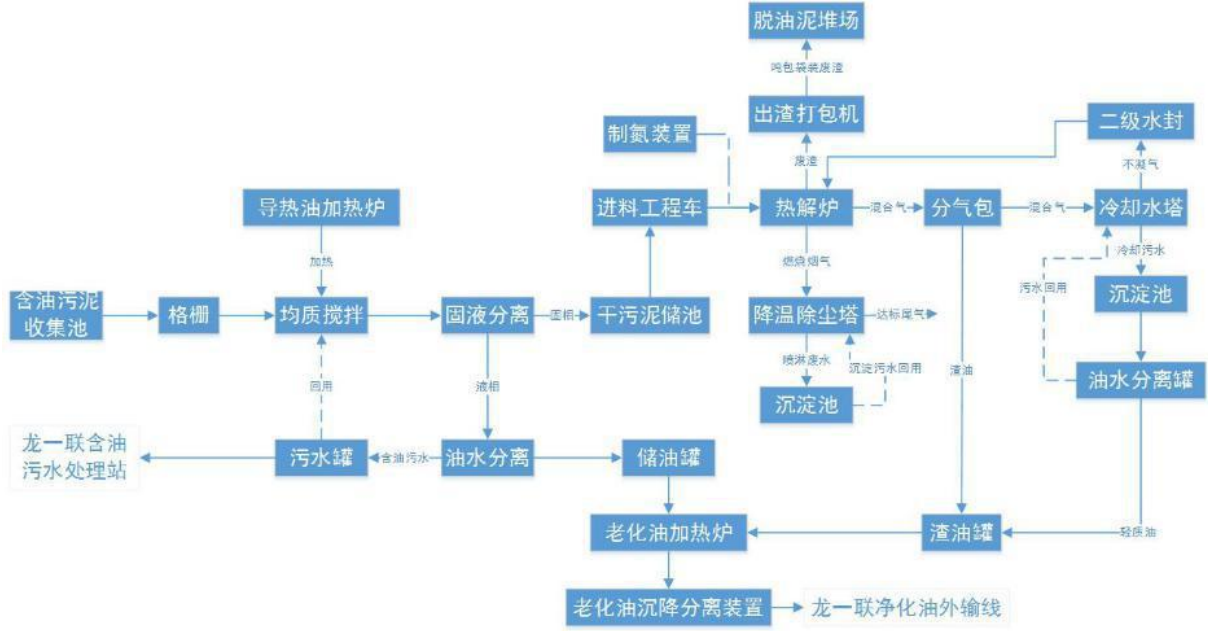 脱油泥堆场
吨包袋装废渣
出渣打包机
二级水封
制氮装置
废渣
不凝气
导热油加热炉
进料工程车
热解炉
混合气
分气包
混合气
冷却水塔
加热
燃烧烟气
冷却污水
污水回用
含油污泥
收集池
格栅
均质搅拌
固液分离
固相
干污泥储池
降温除尘塔
达标尾气
沉淀池
回用
液相
喷淋废水
沉淀污水回用
渣油
油水分离罐
沉淀池
龙一联含油
污水处理站
污水罐
含油污水
油水分离
储油罐
老化油加热炉
渣油罐
轻质油
老化油沉降分离装置
龙一联净化油外输线